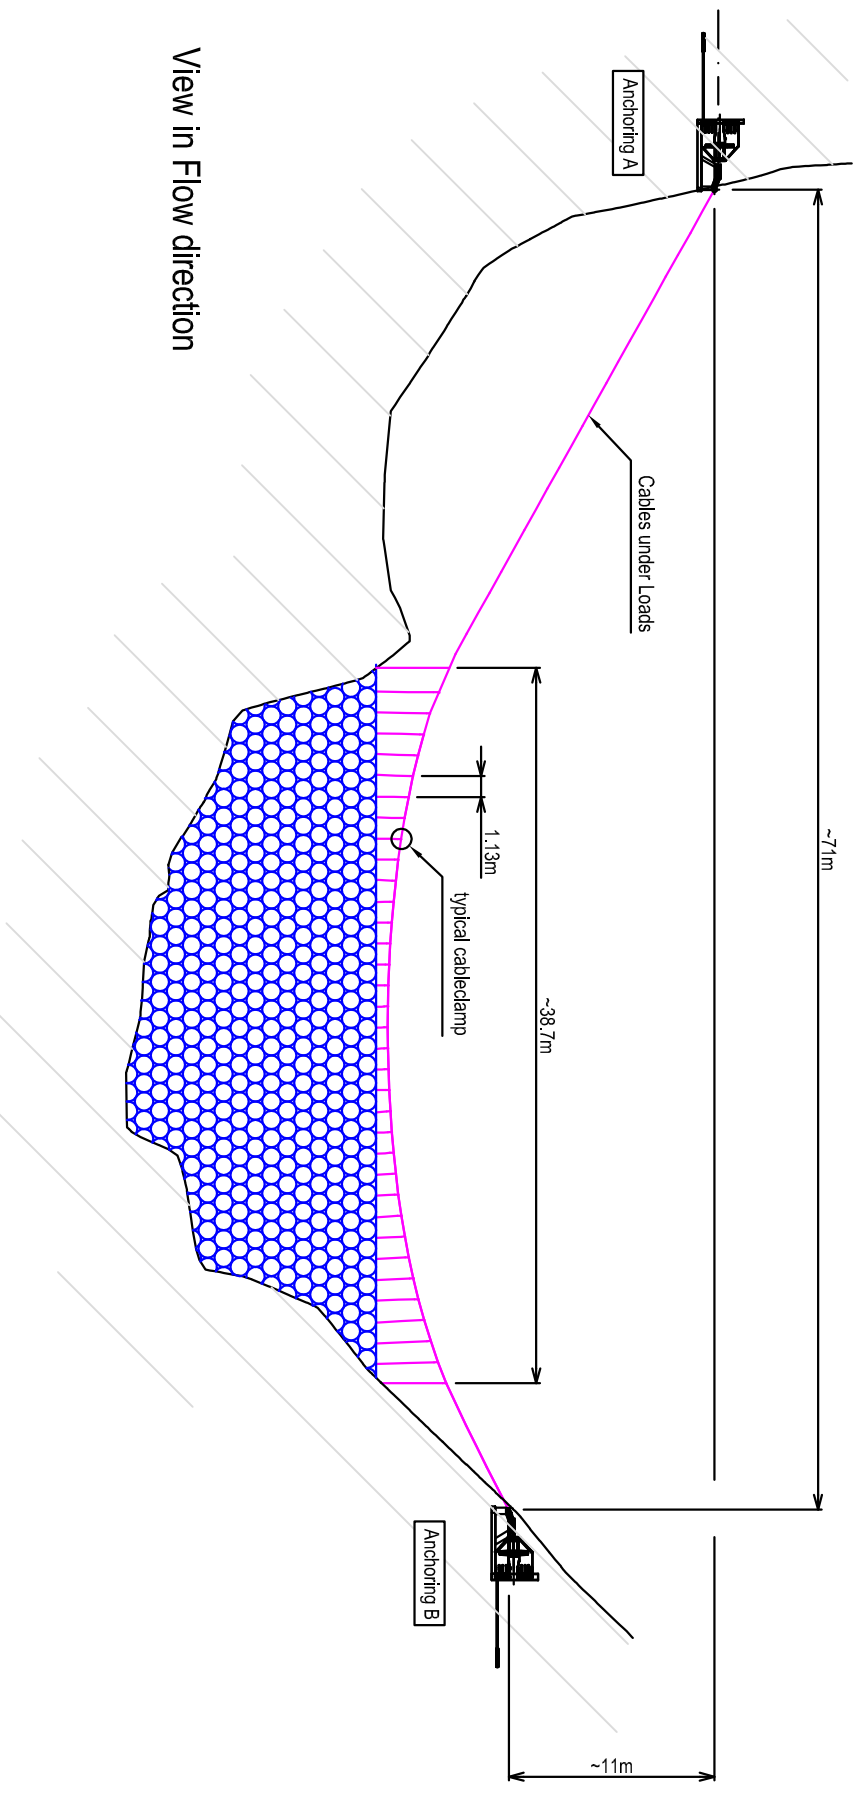 Anchoring A
Cables under Loads
~71m
~38.7m
1.13m
typical cableclamp
Anchoring B
~11m
View in Flow direction